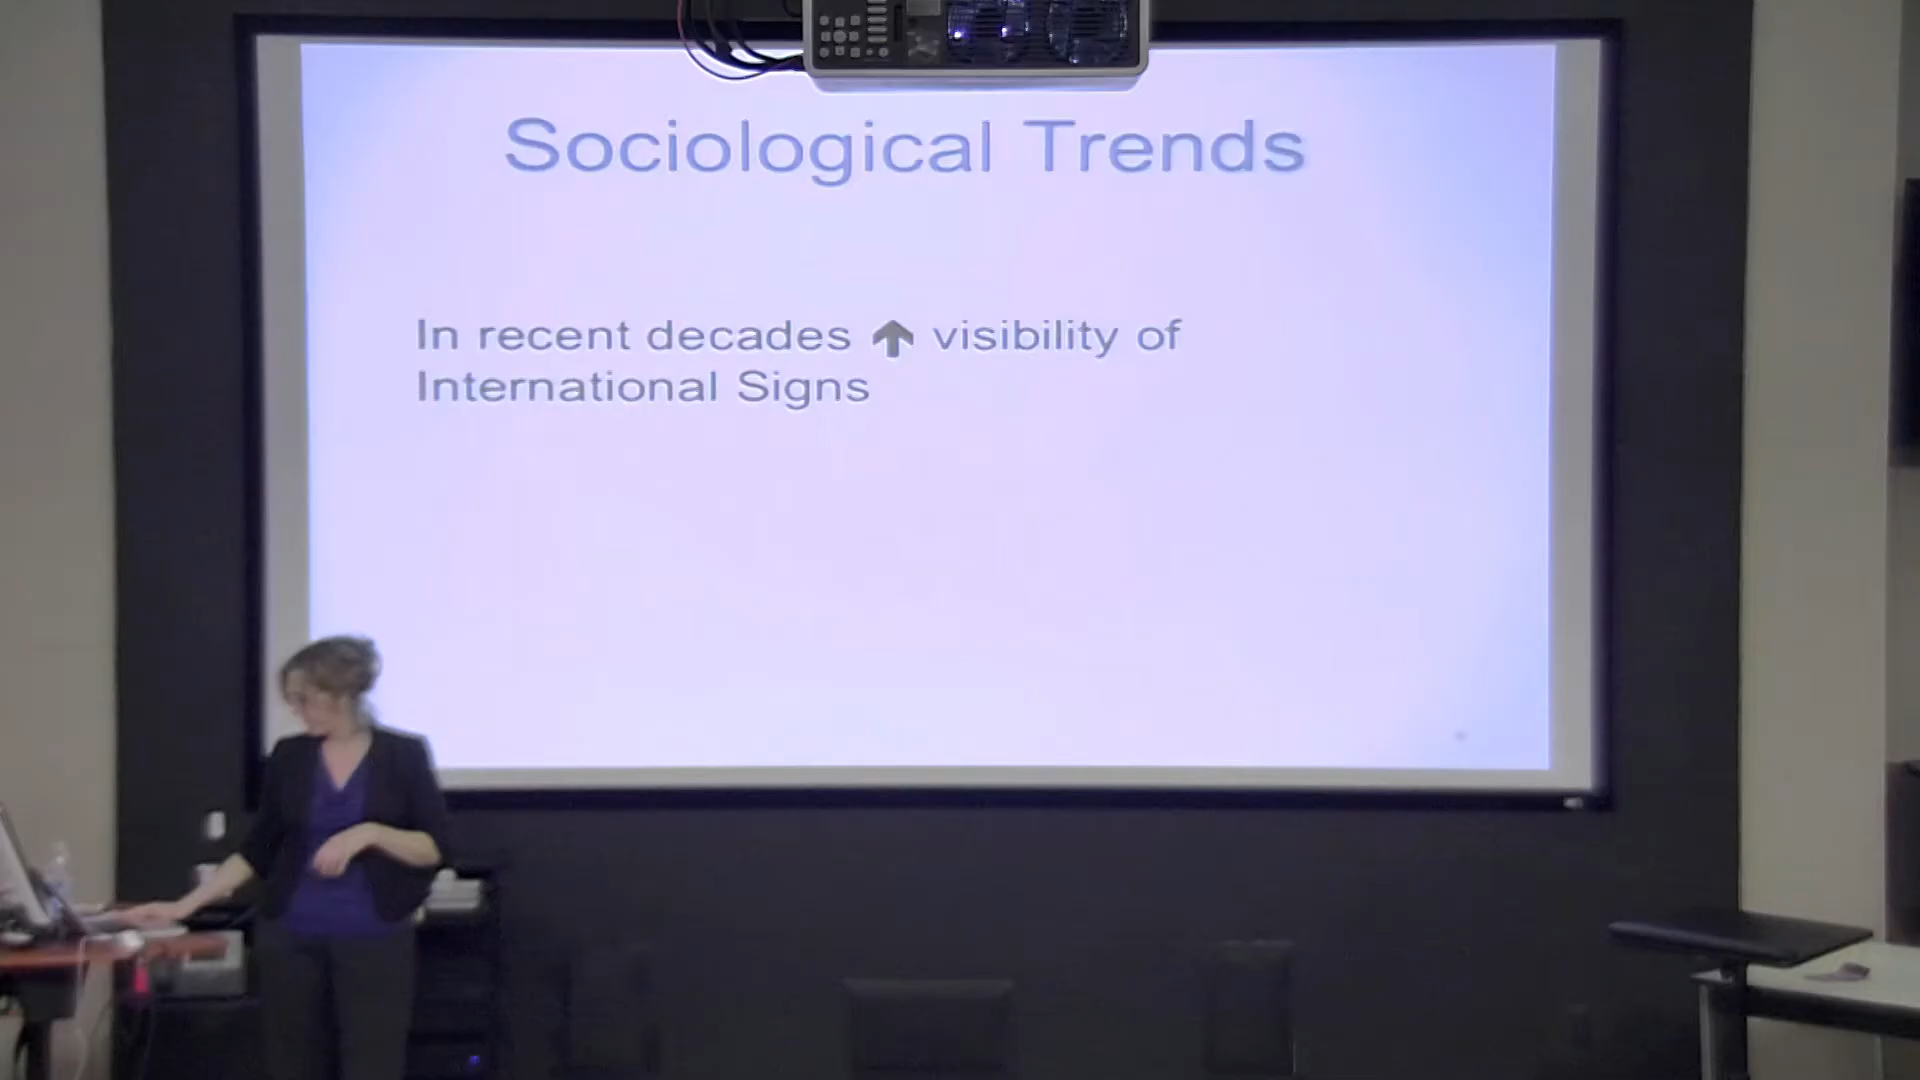 Sociological Trends
In recent decades ⬆ visibility of
International Signs